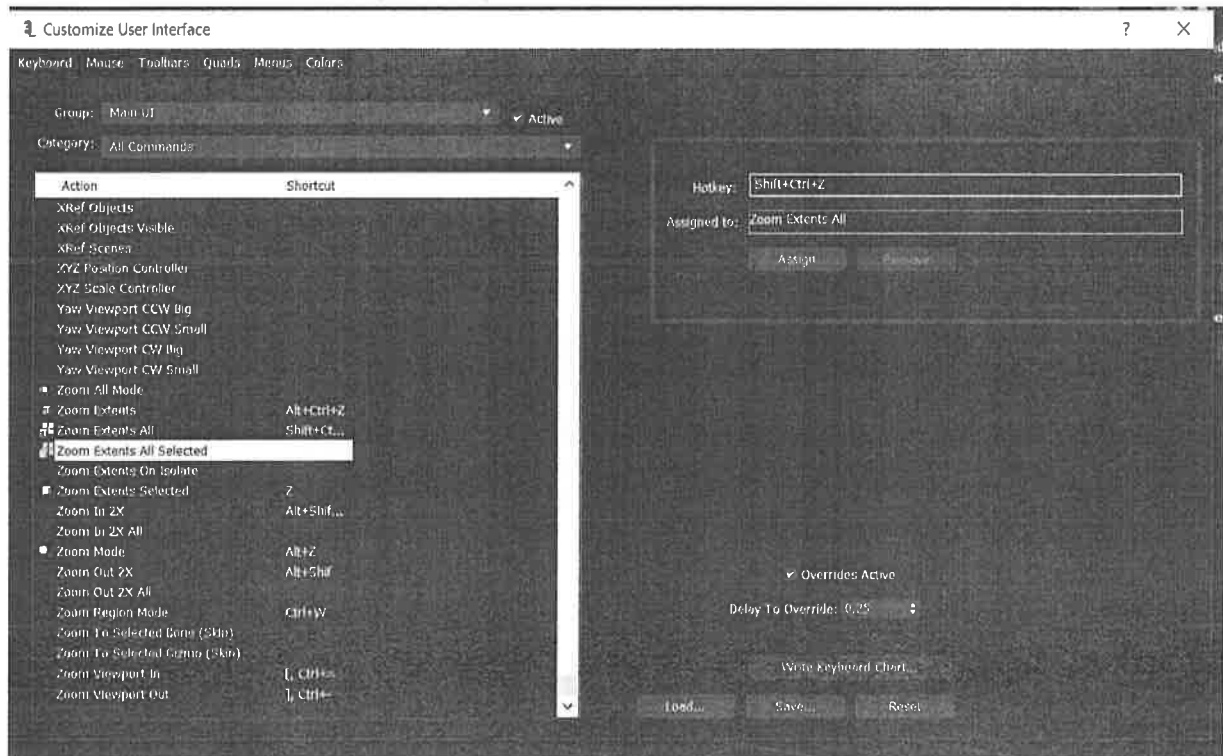 Customize User Interface ? X
Keyboard Mouse Toolbars Quads Menus Colors
Group: Main UI
Active
Category: All Commands
Action Shortcut
XRef Objects
XRef Objects Visible
XRef Scenes
XYZ Position Controller
XYZ Scale Controller
Yaw Viewport CCW Big
Yaw Viewport CCW Small
Yaw Viewport CW Big
Yaw Viewport CW Small
Zoom All Mode
Zoom Extents Alt+Ctrl+Z
Zoom Extents All Shift+Ct...
Zoom Extents All Selected
Zoom Extents On Isolate
Zoom Extents Selected Z
Zoom In 2X Alt+Shif...
Zoom In 2X All
Zoom Mode Alt+Z
Zoom Out 2X Alt+Shif
Zoom Out 2X All
Zoom Region Mode Ctrl+W
Zoom To Selected Bone (Skin)
Zoom To Selected Gizmo (Skin)
Zoom Viewport In [, Ctrl+=
Zoom Viewport Out ], Ctrl+-
Hotkey: Shift+Ctrl+Z
Assigned to: Zoom Extents All
Assign Remove
Overrides Active
Delay To Override: 0.25
Write Keyboard Chart...
Load... Save... Reset